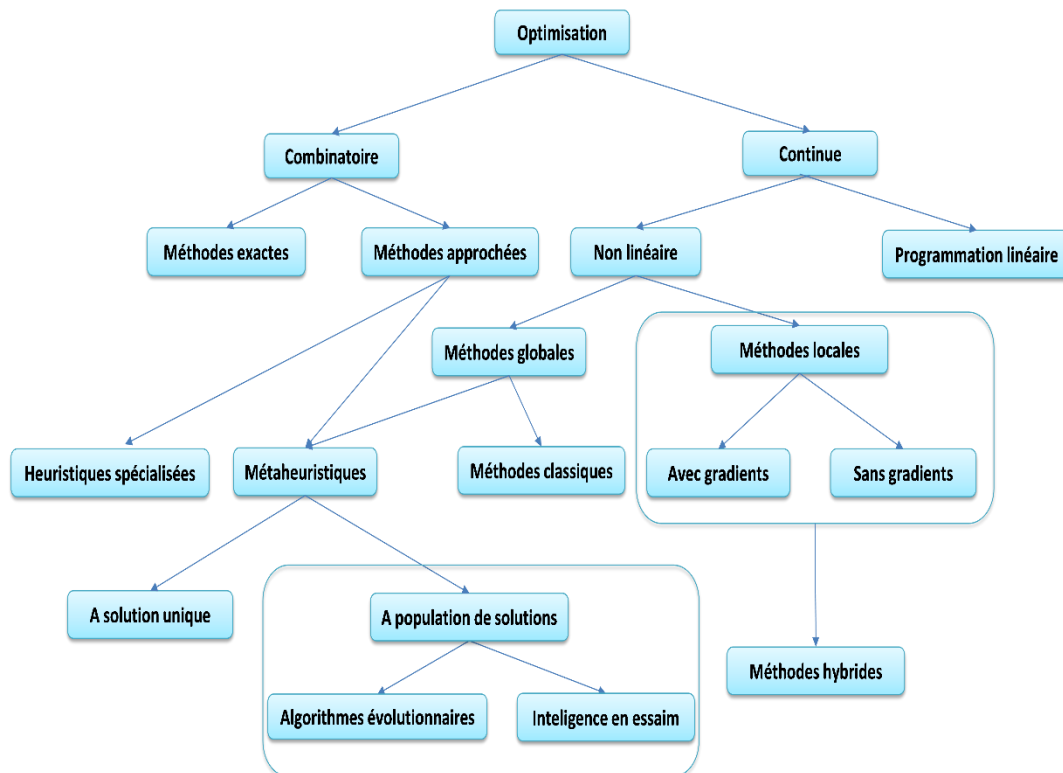 Optimisation
Combinatoire
Continue
Méthodes exactes
Méthodes approchées
Non linéaire
Programmation linéaire
Méthodes globales
Méthodes locales
Heuristiques spécialisées
Métaheuristiques
Méthodes classiques
Avec gradients
Sans gradients
A solution unique
A population de solutions
Méthodes hybrides
Algorithmes évolutionnaires
Inteligence en essaim